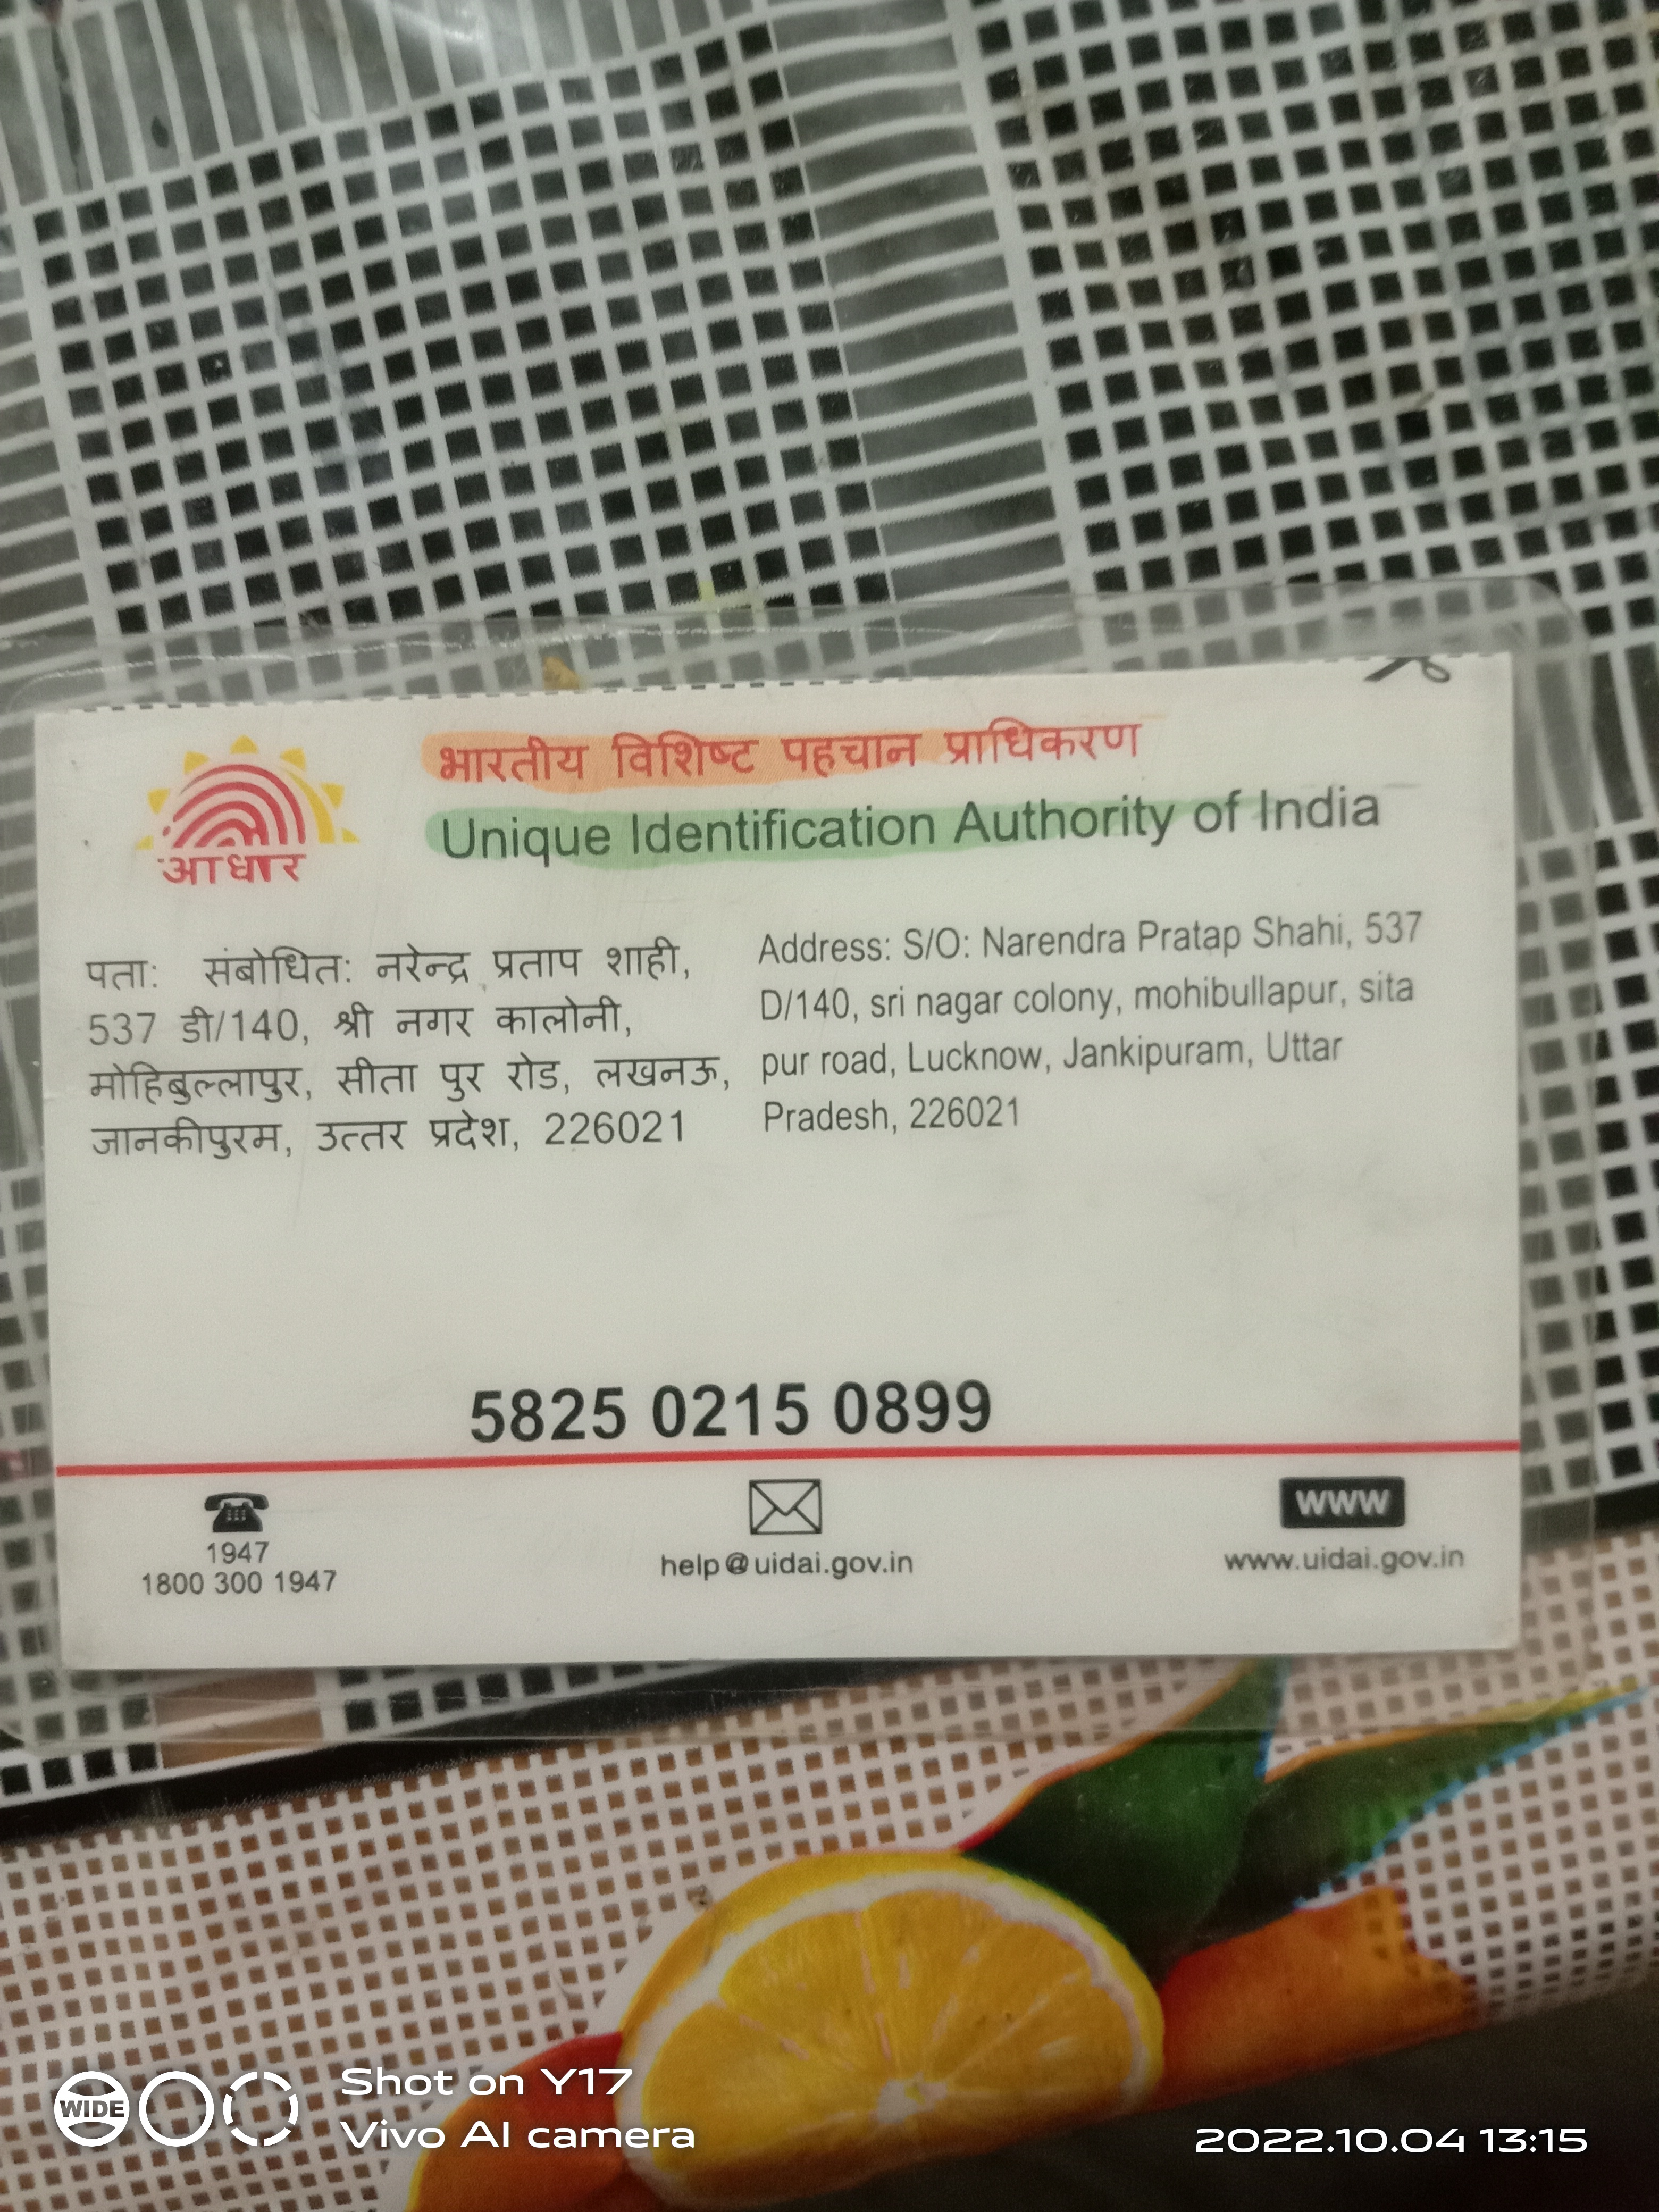 आधार
भारतीय विशिष्ट पहचान प्राधिकरण
Unique Identification Authority of India
पता: संबोधित: नरेन्द्र प्रताप शाही,
537 डी/140, श्री नगर कालोनी,
मोहिबुल्लापुर, सीता पुर रोड, लखनऊ,
जानकीपुरम, उत्तर प्रदेश, 226021
Address: S/O: Narendra Pratap Shahi, 537
D/140, sri nagar colony, mohibullapur, sita
pur road, Lucknow, Jankipuram, Uttar
Pradesh, 226021
5825 0215 0899
1947
1800 300 1947
help@uidai.gov.in
WWW
www.uidai.gov.in
WIDE
Shot on Y17
Vivo AI camera
2022.10.04 13:15